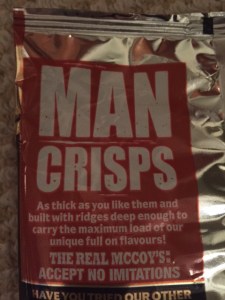 MAN
CRISPS
As thick as you like them and
built with ridges deep enough to
carry the maximum load of our
unique full on flavours!
THE REAL MCCOY'S:
ACCEPT NO IMITATIONS
HAVE YOU TRIED OUR OTHER